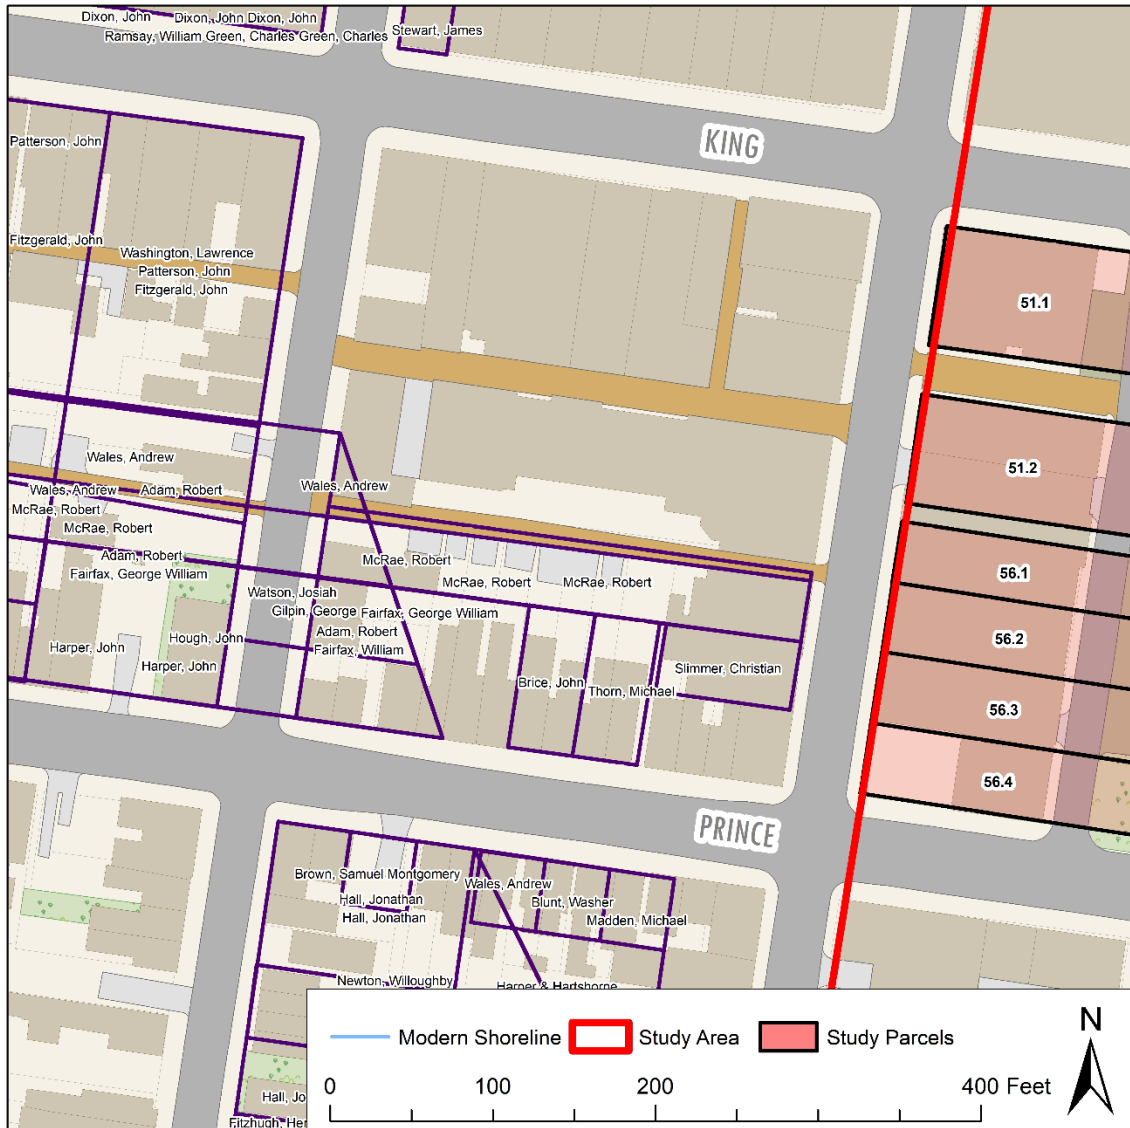 Dixon, John Dixon, John Dixon, John
Ramsay, William Green, Charles Green, Charles Stewart, James
KING
Patterson, John
Fitzgerald, John
Washington, Lawrence
Patterson, John
Fitzgerald, John
51.1
Wales, Andrew
51.2
Wales, Andrew Adam, Robert Wales, Andrew
McRae, Robert
McRae, Robert
Adam, Robert
Fairfax, George William
McRae, Robert
McRae, Robert McRae, Robert
56.1
Watson, Josiah
Gilpin, George Fairfax, George William
Adam, Robert
Fairfax, William
Hough, John
Harper, John
Harper, John
56.2
Slimmer, Christian
Brice, John
Thorn, Michael
56.3
56.4
PRINCE
Brown, Samuel Montgomery
Hall, Jonathan
Hall, Jonathan
Wales, Andrew
Blunt, Washer
Madden, Michael
Newton, Willoughby
Harper & Hartshorne
Hall, Jo
Fitzhugh, Her
Modern Shoreline Study Area Study Parcels
0 100 200 400 Feet
N